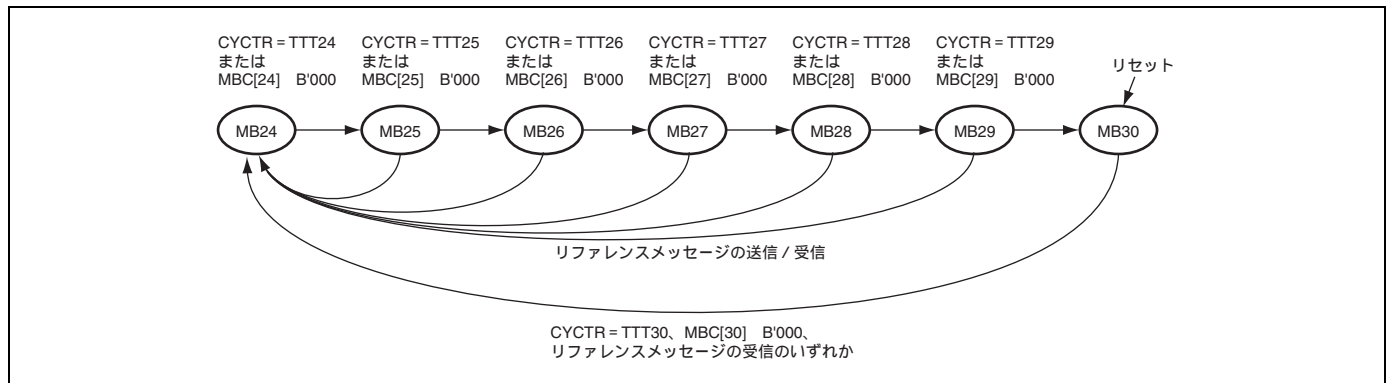 CYCTR = TTT24
または
MBC[24] B'000
CYCTR = TTT25
または
MBC[25] B'000
CYCTR = TTT26
または
MBC[26] B'000
CYCTR = TTT27
または
MBC[27] B'000
CYCTR = TTT28
または
MBC[28] B'000
CYCTR = TTT29
または
MBC[29] B'000
リセット
MB24
MB25
MB26
MB27
MB28
MB29
MB30
リファレンスメッセージの送信 / 受信
CYCTR = TTT30、MBC[30] B'000、
リファレンスメッセージの受信のいずれか